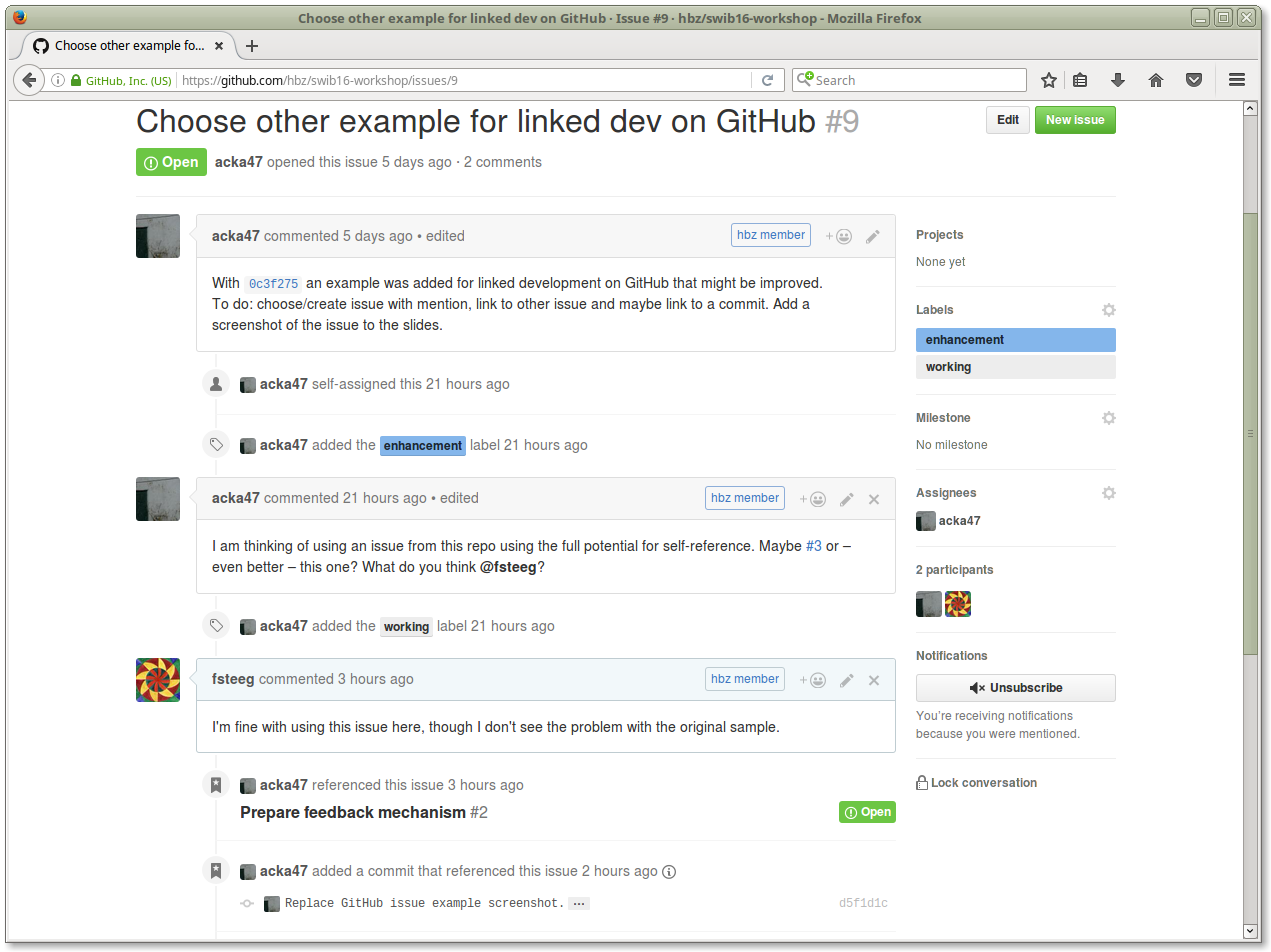 Choose other example for linked dev on GitHub · Issue #9 · hbz/swib16-workshop - Mozilla Firefox
Choose other example fo...
GitHub, Inc. (US) https://github.com/hbz/swib16-workshop/issues/9 Search
Choose other example for linked dev on GitHub #9
Edit New issue
Open acka47 opened this issue 5 days ago · 2 comments
acka47 commented 5 days ago • edited hbz member
With 0c3f275 an example was added for linked development on GitHub that might be improved.
To do: choose/create issue with mention, link to other issue and maybe link to a commit. Add a
screenshot of the issue to the slides.
acka47 self-assigned this 21 hours ago
acka47 added the enhancement label 21 hours ago
acka47 commented 21 hours ago • edited hbz member
I am thinking of using an issue from this repo using the full potential for self-reference. Maybe #3 or –
even better – this one? What do you think @fsteeg?
acka47 added the working label 21 hours ago
fsteeg commented 3 hours ago hbz member
I'm fine with using this issue here, though I don't see the problem with the original sample.
acka47 referenced this issue 3 hours ago
Prepare feedback mechanism #2 Open
acka47 added a commit that referenced this issue 2 hours ago
Replace GitHub issue example screenshot. ... d5f1d1c
Projects
None yet
Labels
enhancement
working
Milestone
No milestone
Assignees
acka47
2 participants
Notifications
Unsubscribe
You're receiving notifications
because you were mentioned.
Lock conversation